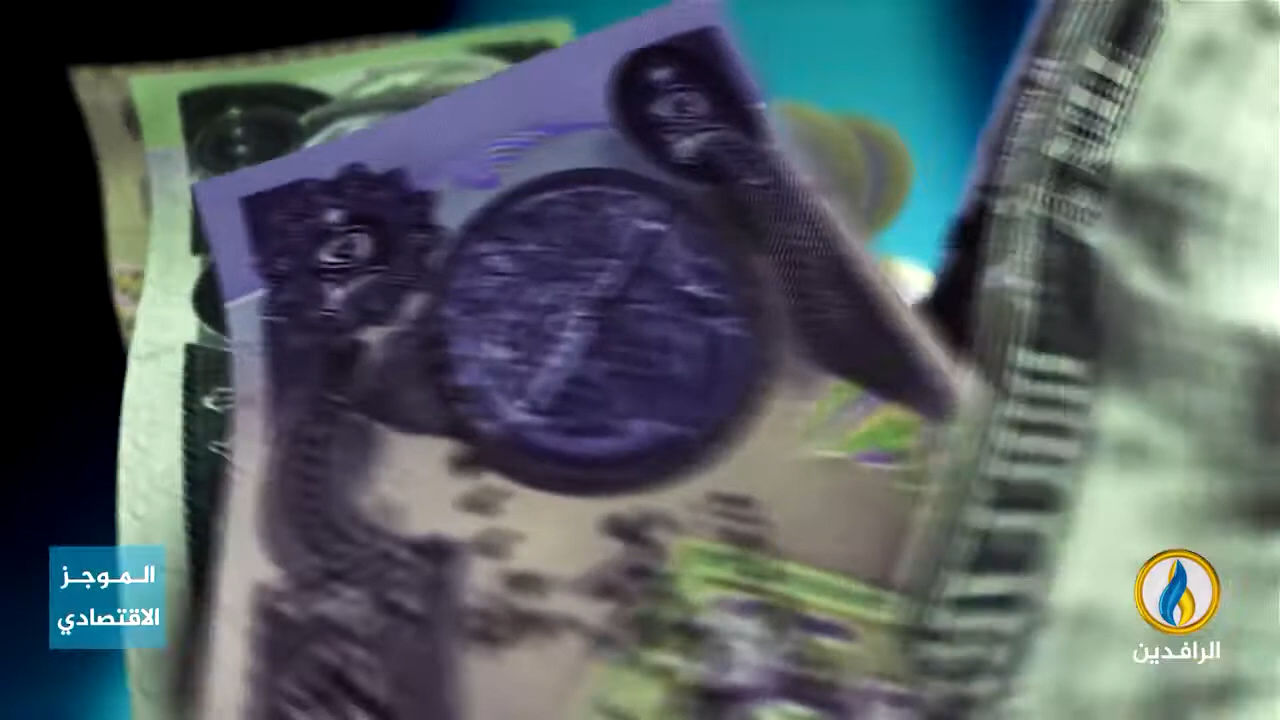 الموجز
الاقتصادي
الرافدين